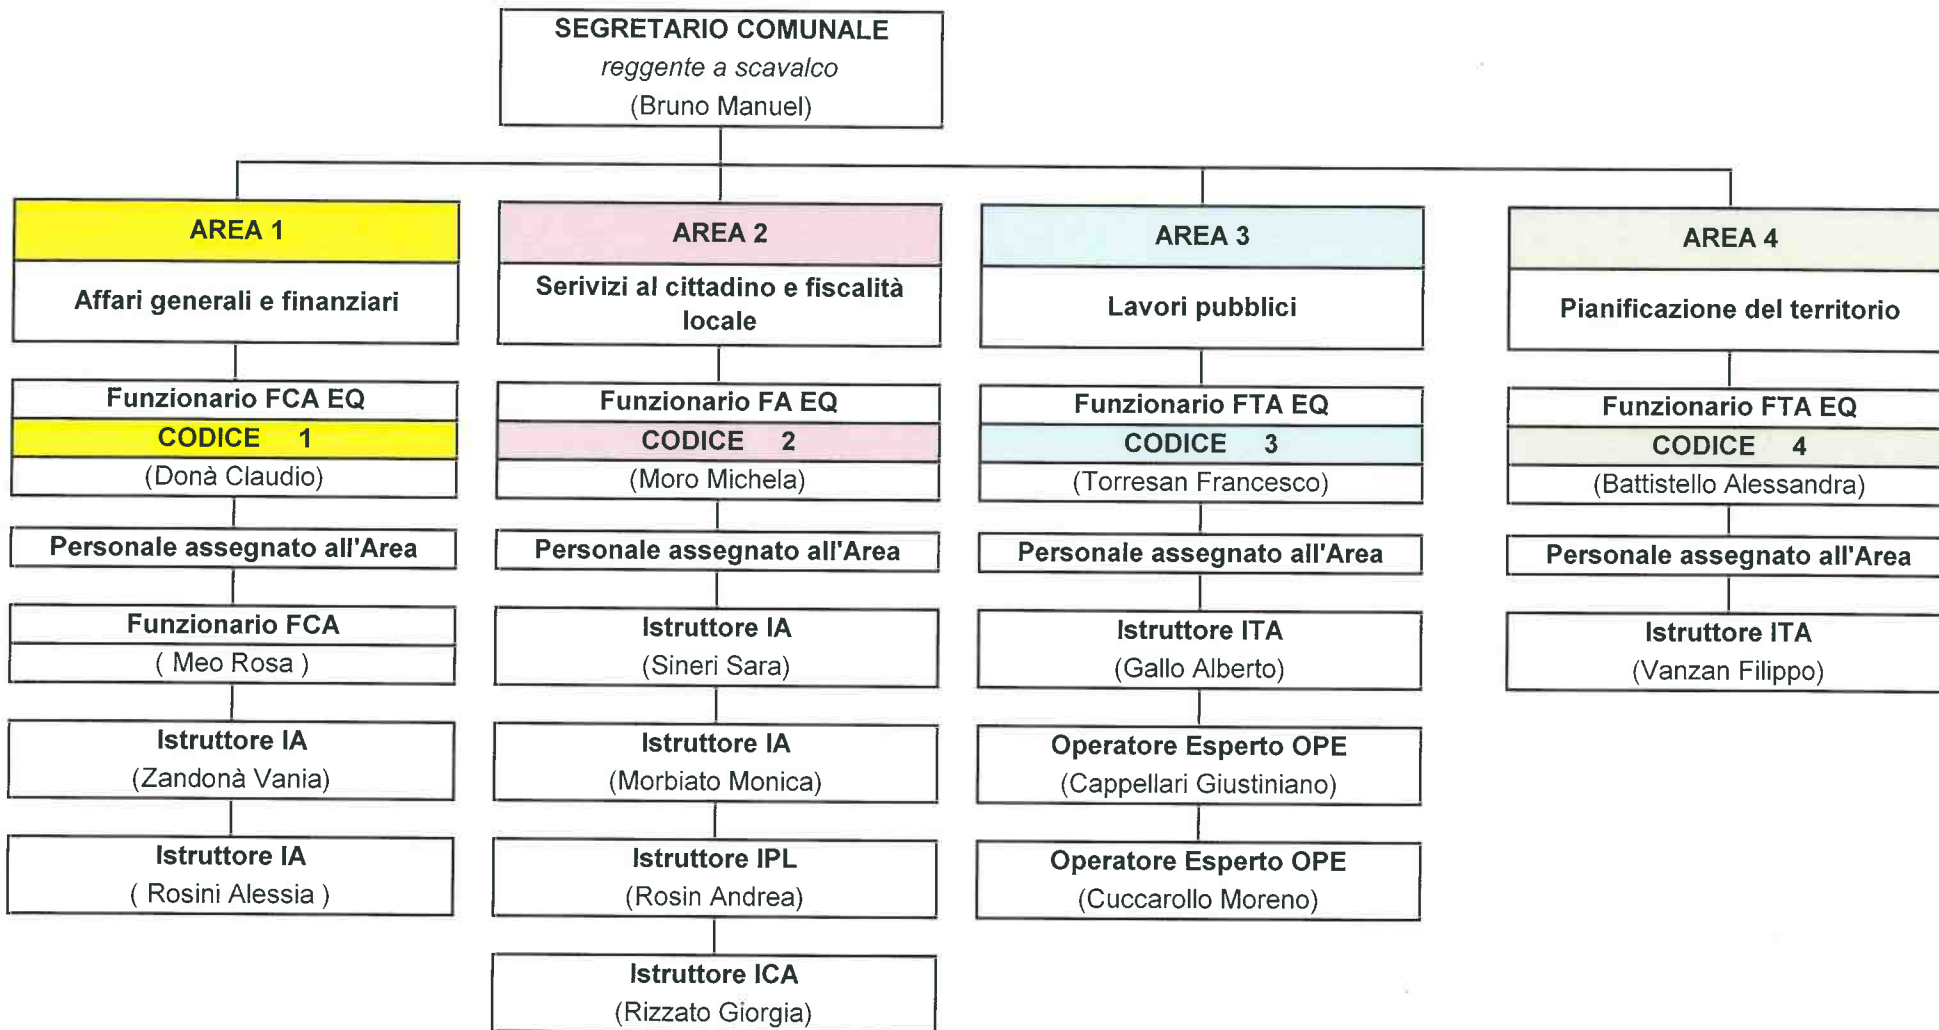 SEGRETARIO COMUNALE
reggente a scavalco
(Bruno Manuel)
AREA 1
Affari generali e finanziari
Funzionario FCA EQ
CODICE 1
(Donà Claudio)
Personale assegnato all'Area
Funzionario FCA
( Meo Rosa )
Istruttore IA
(Zandonà Vania)
Istruttore IA
( Rosini Alessia )
AREA 2
Serivizi al cittadino e fiscalità
locale
Funzionario FA EQ
CODICE 2
(Moro Michela)
Personale assegnato all'Area
Istruttore IA
(Sineri Sara)
Istruttore IA
(Morbiato Monica)
Istruttore IPL
(Rosin Andrea)
Istruttore ICA
(Rizzato Giorgia)
AREA 3
Lavori pubblici
Funzionario FTA EQ
CODICE 3
(Torresan Francesco)
Personale assegnato all'Area
Istruttore ITA
(Gallo Alberto)
Operatore Esperto OPE
(Cappellari Giustiniano)
Operatore Esperto OPE
(Cuccarollo Moreno)
AREA 4
Pianificazione del territorio
Funzionario FTA EQ
CODICE 4
(Battistello Alessandra)
Personale assegnato all'Area
Istruttore ITA
(Vanzan Filippo)